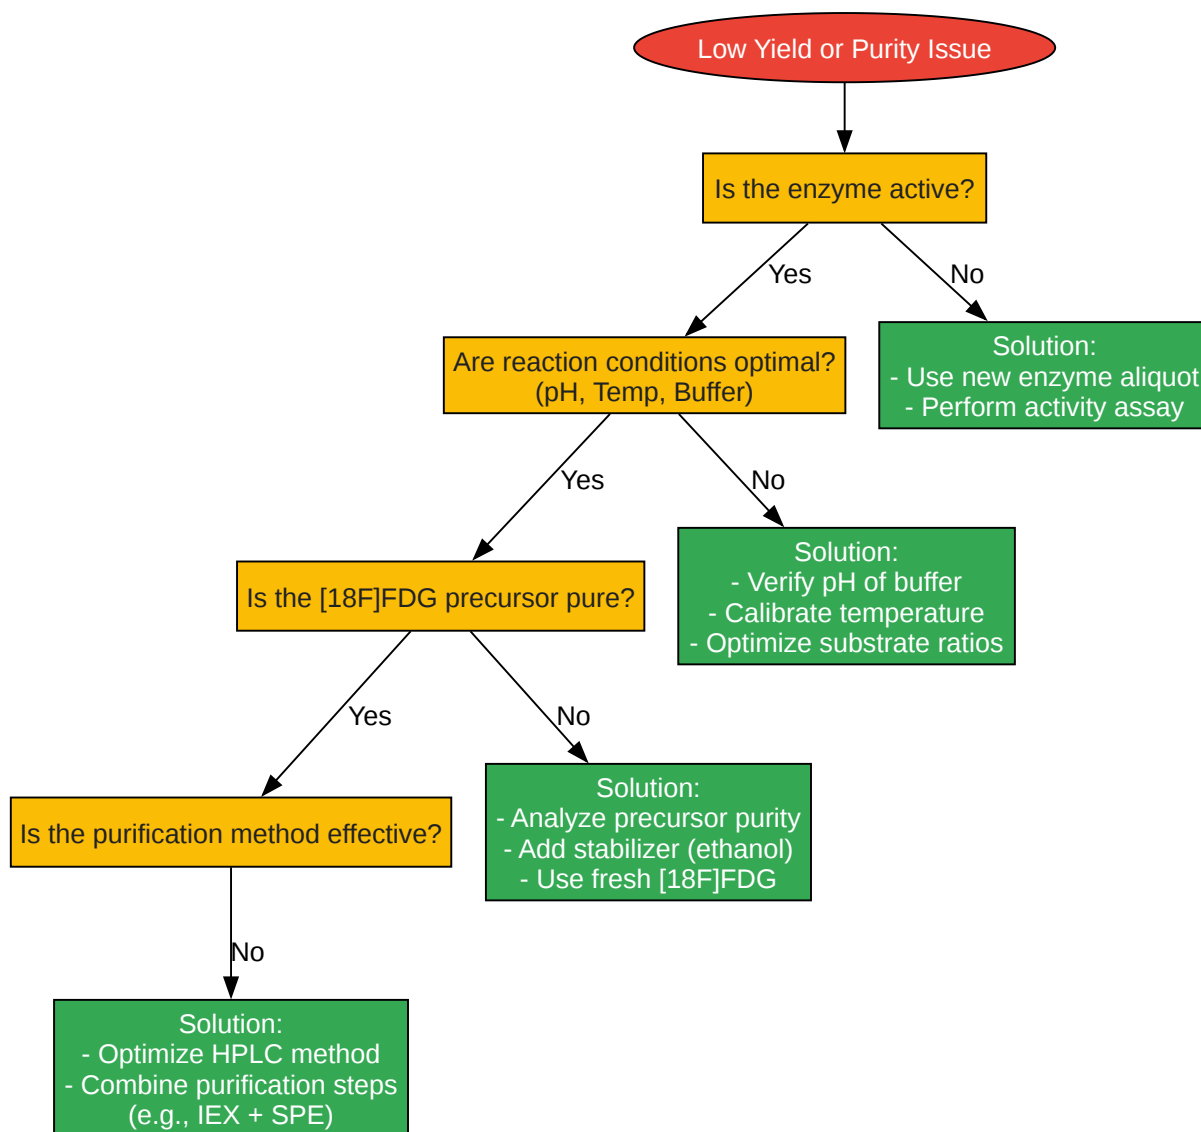 Low Yield or Purity Issue
Is the enzyme active?
Yes
No
Are reaction conditions optimal?
(pH, Temp, Buffer)
Solution:
- Use new enzyme aliquot
- Perform activity assay
Yes
No
Is the [18F]FDG precursor pure?
Solution:
- Verify pH of buffer
- Calibrate temperature
- Optimize substrate ratios
Yes
No
Is the purification method effective?
Solution:
- Analyze precursor purity
- Add stabilizer (ethanol)
- Use fresh [18F]FDG
No
Solution:
- Optimize HPLC method
- Combine purification steps
(e.g., IEX + SPE)